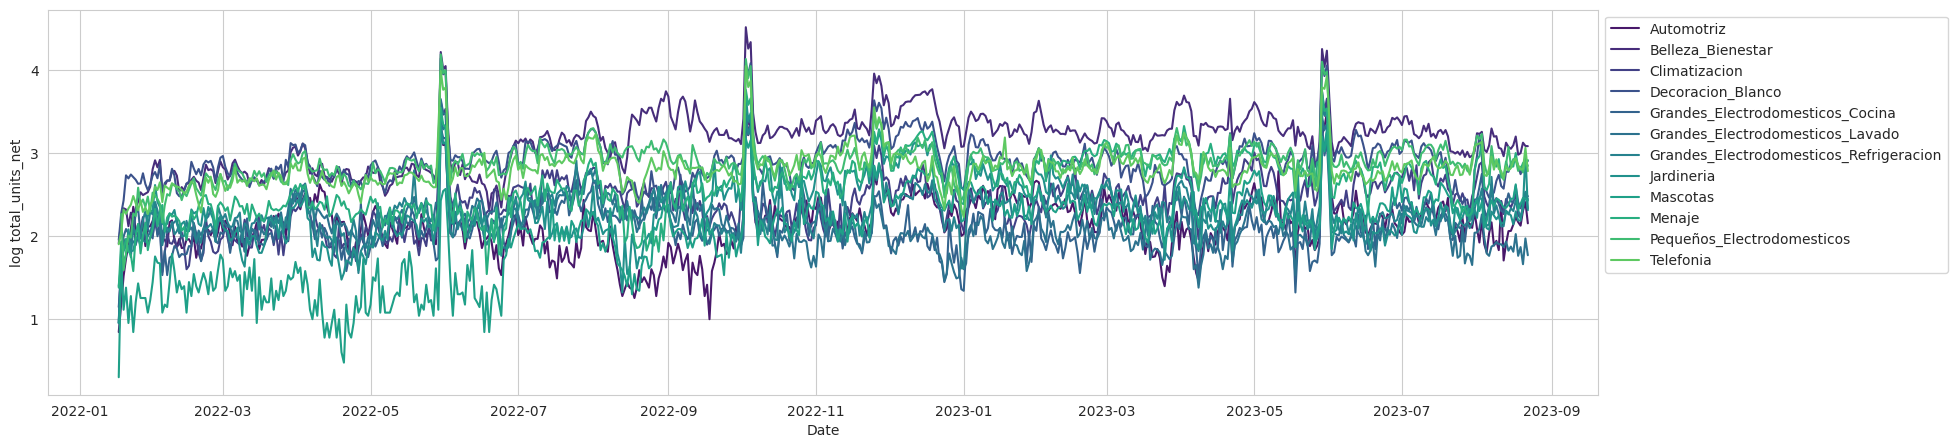 4
3
2
1
log total_units_net
2022-01
2022-03
2022-05
2022-07
2022-09
2022-11
2023-01
2023-03
2023-05
2023-07
2023-09
Date
Automotriz
Belleza_Bienestar
Climatizacion
Decoracion_Blanco
Grandes_Electrodomesticos_Cocina
Grandes_Electrodomesticos_Lavado
Grandes_Electrodomesticos_Refrigeracion
Jardineria
Mascotas
Menaje
Pequeños_Electrodomesticos
Telefonia